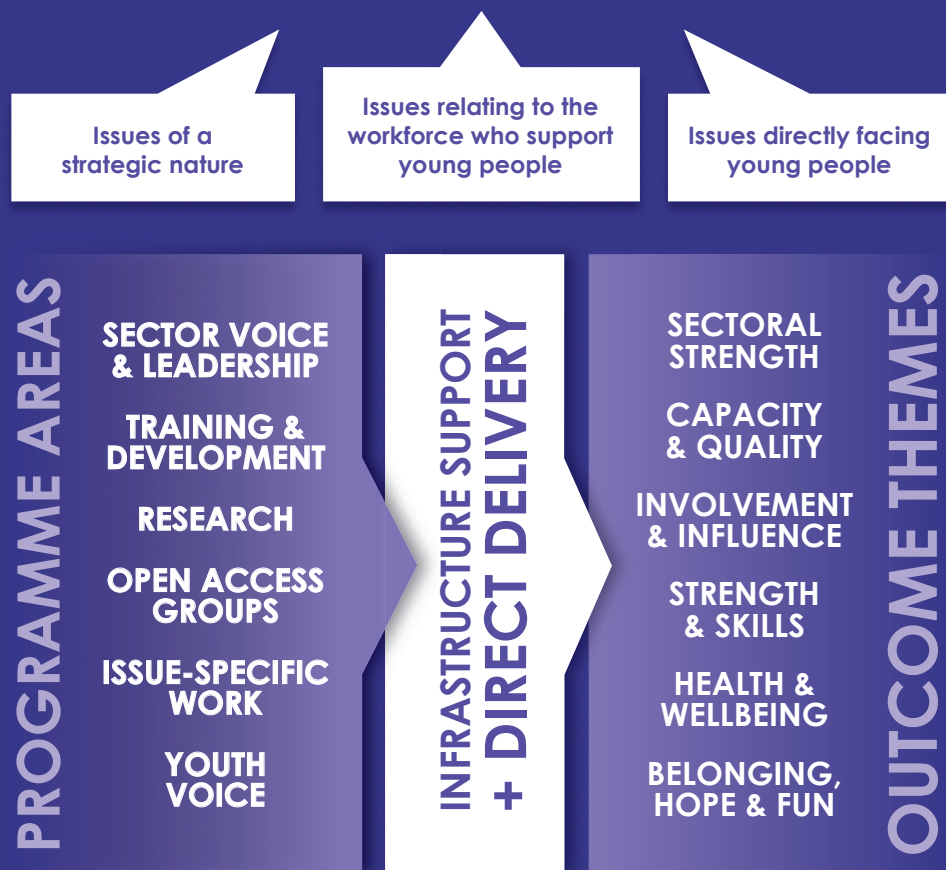 Issues of a
strategic nature
Issues relating to the
workforce who support
young people
Issues directly facing
young people
PROGRAMME AREAS
SECTOR VOICE
& LEADERSHIP
TRAINING &
DEVELOPMENT
RESEARCH
OPEN ACCESS
GROUPS
ISSUE-SPECIFIC
WORK
YOUTH
VOICE
INFRASTRUCTURE SUPPORT
+ DIRECT DELIVERY
SECTORAL
STRENGTH
CAPACITY
& QUALITY
INVOLVEMENT
& INFLUENCE
STRENGTH
& SKILLS
HEALTH &
WELLBEING
BELONGING,
HOPE & FUN
OUTCOME THEMES